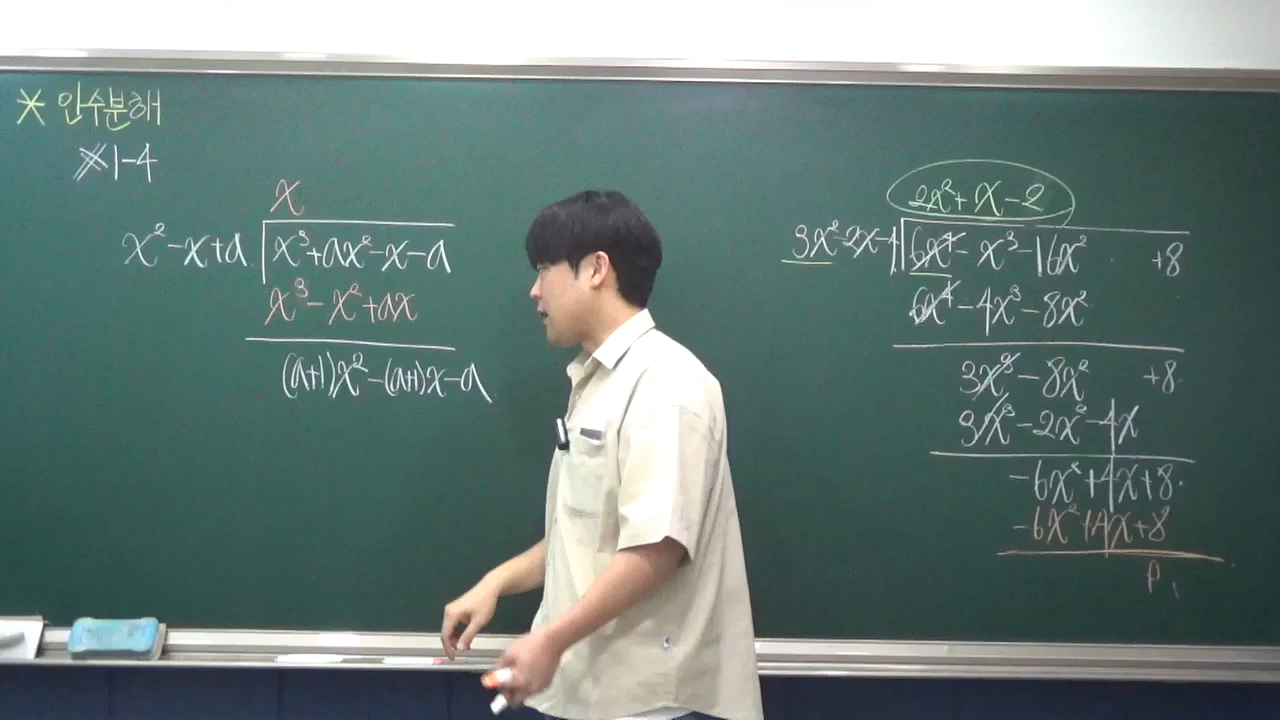 * 인수분해
※1-4
x
x²-x+a x³+ax²-x-a
x³-x²+ax
(a+1)x²-(a+1)x-a
2x²+x-2
3x²-2x-4 6x⁴-x³-16x² +8
6x⁴-4x³-8x²
3x³-8x² +8
3x³-2x²-4x
-6x²+4x+8
-6x²+4x+8